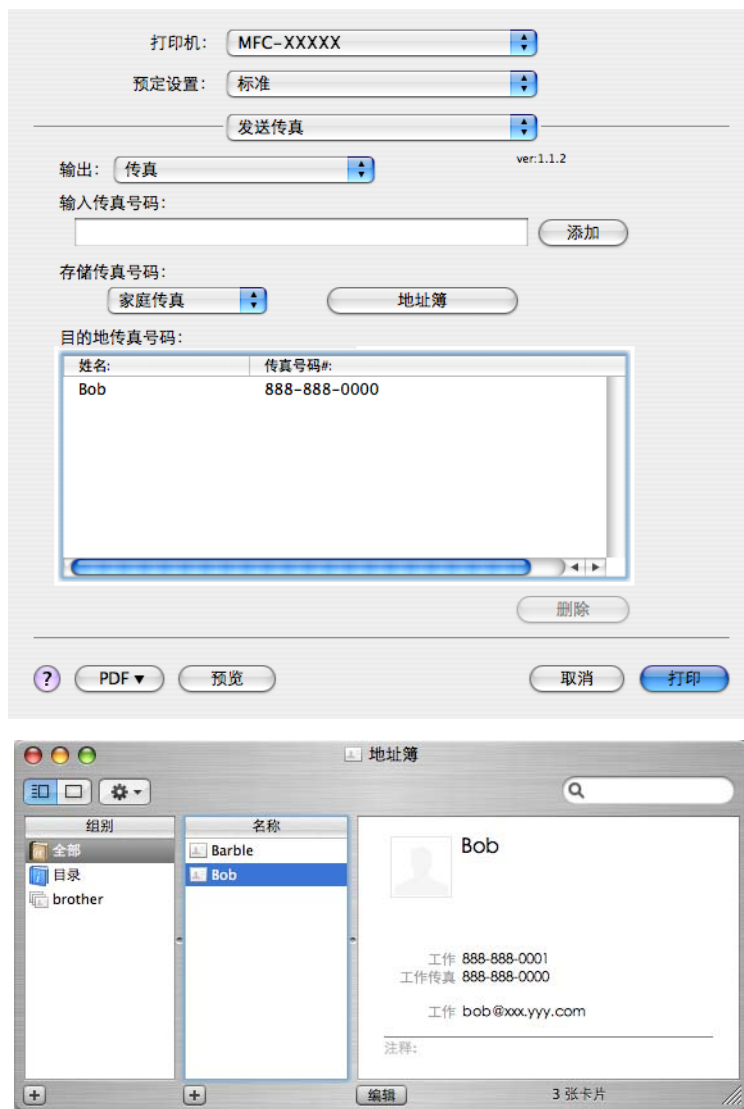 打印机: MFC-XXXXX
预定设置: 标准
发送传真
输出: 传真 ver:1.1.2
输入传真号码:
添加
存储传真号码:
家庭传真 地址簿
目的地传真号码:
姓名: 传真号码#:
Bob 888-888-0000
删除
? PDF▼ 预览 取消 打印
地址簿
组别 名称
全部 Barble Bob
目录 Bob
brother
工作 888-888-0001
工作传真 888-888-0000
工作 bob@xxx.yyy.com
注释:
编辑 3 张卡片